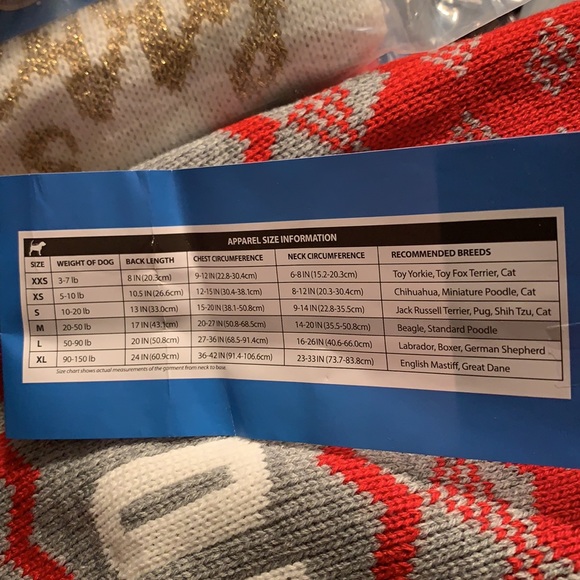 APPAREL SIZE INFORMATION
SIZE WEIGHT OF DOG BACK LENGTH CHEST CIRCUMFERENCE NECK CIRCUMFERENCE RECOMMENDED BREEDS
XXS 3-7 lb 8 IN (20.3cm) 9-12 IN (22.8-30.4cm) 6-8 IN (15.2-20.3cm) Toy Yorkie, Toy Fox Terrier, Cat
XS 5-10 lb 10.5 IN (26.6cm) 12-15 IN (30.4-38.1cm) 8-12 IN (20.3-30.4cm) Chihuahua, Miniature Poodle, Cat
S 10-20 lb 13 IN (33.0cm) 15-20 IN (38.1-50.8cm) 9-14 IN (22.8-35.5cm) Jack Russell Terrier, Pug, Shih Tzu, Cat
M 20-50 lb 17 IN (43.1cm) 20-27 IN (50.8-68.5cm) 14-20 IN (35.5-50.8cm) Beagle, Standard Poodle
L 50-90 lb 20 IN (50.8cm) 27-36 IN (68.5-91.4cm) 16-26 IN (40.6-66.0cm) Labrador, Boxer, German Shepherd
XL 90-150 lb 24 IN (60.9cm) 36-42 IN (91.4-106.6cm) 23-33 IN (73.7-83.8cm) English Mastiff, Great Dane
Size chart shows actual measurements of the garment from neck to base.